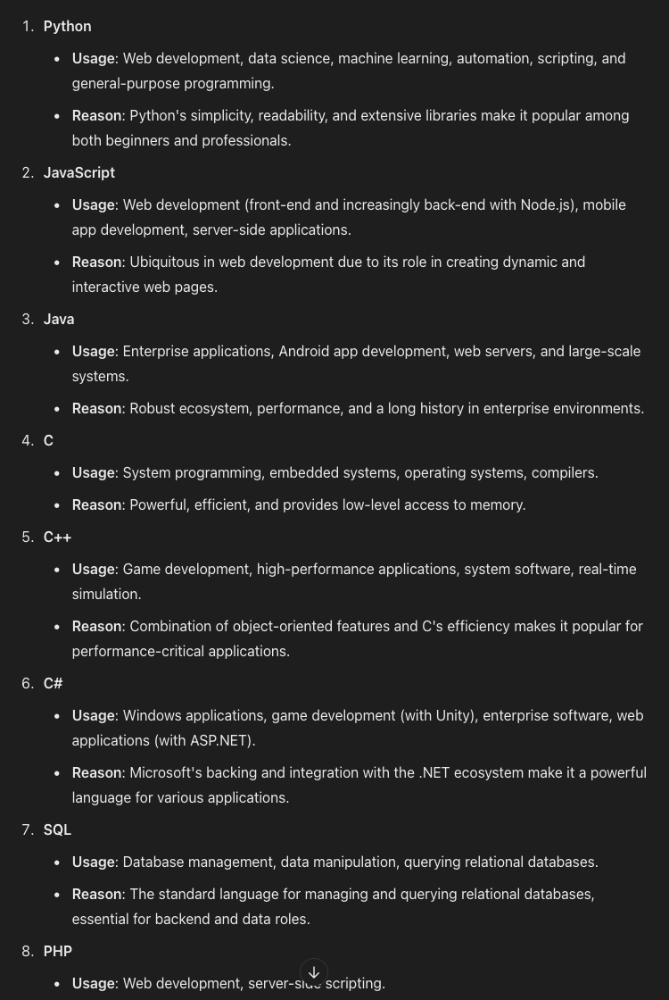 1. Python
• Usage: Web development, data science, machine learning, automation, scripting, and
general-purpose programming.
• Reason: Python's simplicity, readability, and extensive libraries make it popular among
both beginners and professionals.
2. JavaScript
• Usage: Web development (front-end and increasingly back-end with Node.js), mobile
app development, server-side applications.
• Reason: Ubiquitous in web development due to its role in creating dynamic and
interactive web pages.
3. Java
• Usage: Enterprise applications, Android app development, web servers, and large-scale
systems.
• Reason: Robust ecosystem, performance, and a long history in enterprise environments.
4. C
• Usage: System programming, embedded systems, operating systems, compilers.
• Reason: Powerful, efficient, and provides low-level access to memory.
5. C++
• Usage: Game development, high-performance applications, system software, real-time
simulation.
• Reason: Combination of object-oriented features and C's efficiency makes it popular for
performance-critical applications.
6. C#
• Usage: Windows applications, game development (with Unity), enterprise software, web
applications (with ASP.NET).
• Reason: Microsoft's backing and integration with the .NET ecosystem make it a powerful
language for various applications.
7. SQL
• Usage: Database management, data manipulation, querying relational databases.
• Reason: The standard language for managing and querying relational databases,
essential for backend and data roles.
8. PHP
• Usage: Web development, server-side scripting.